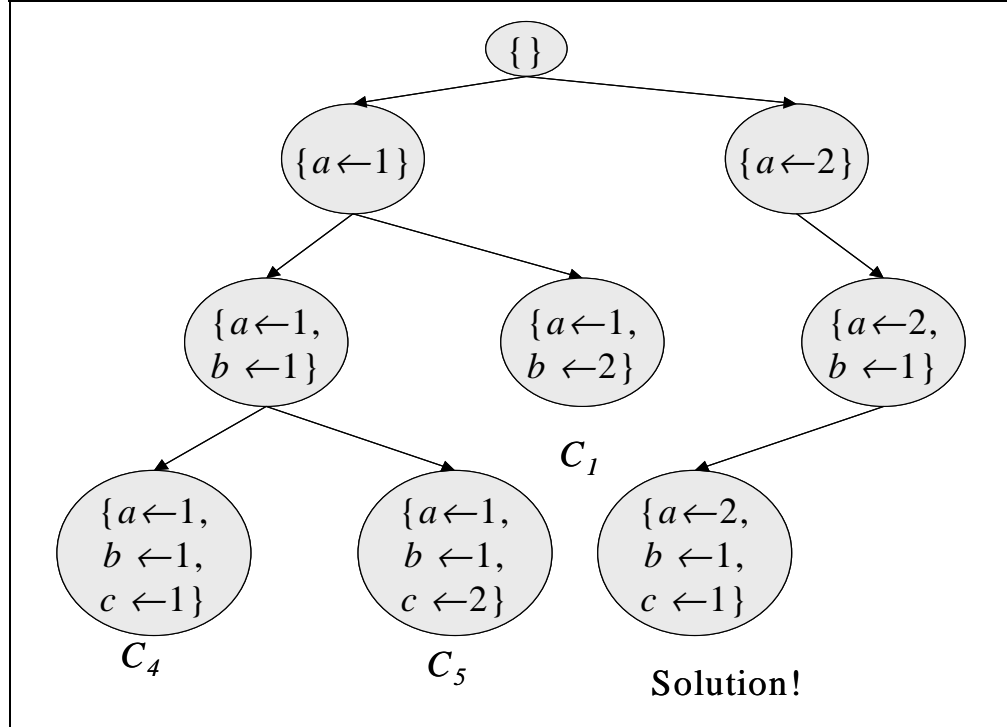 { }
{a←1}
{a←2}
{a←1,
b ←1}
{a←1,
b ←2}
{a←2,
b ←1}
C₁
{a←1,
b ←1,
c ←1}
{a←1,
b ←1,
c ←2}
{a←2,
b ←1,
c ←1}
C₄
C₅
Solution!